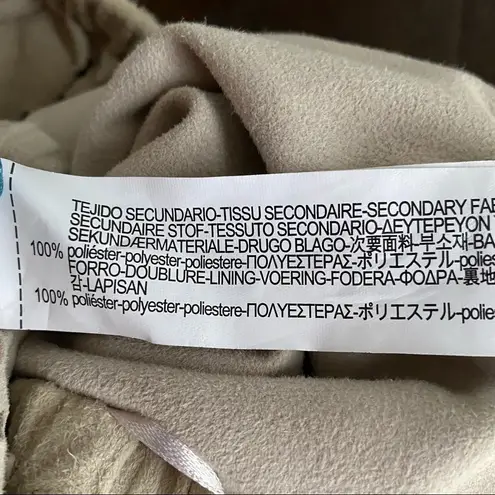 TEJIDO SECUNDARIO-TISSU SECONDAIRE-SECONDARY FAB
SECUNDAIRE STOF-TESSUTO SECONDARIO-ΔΕΥΤΕΡΕΥΟΝ
SEKUNDÆRMATERIALE-DRUGO BLAGO-次要面料-부소재-BA
100% poliéster-polyester-poliestere-ΠΟΛΥΕΣΤΕΡΑΣ-ポリエステル-polies
FORRO-DOUBLURE-LINING-VOERING-FODERA-ΦΟΔΡΑ-裏地
감-LAPISAN
100% poliéster-polyester-poliestere-ΠΟΛΥΕΣΤΕΡΑΣ-ポリエステル-polies